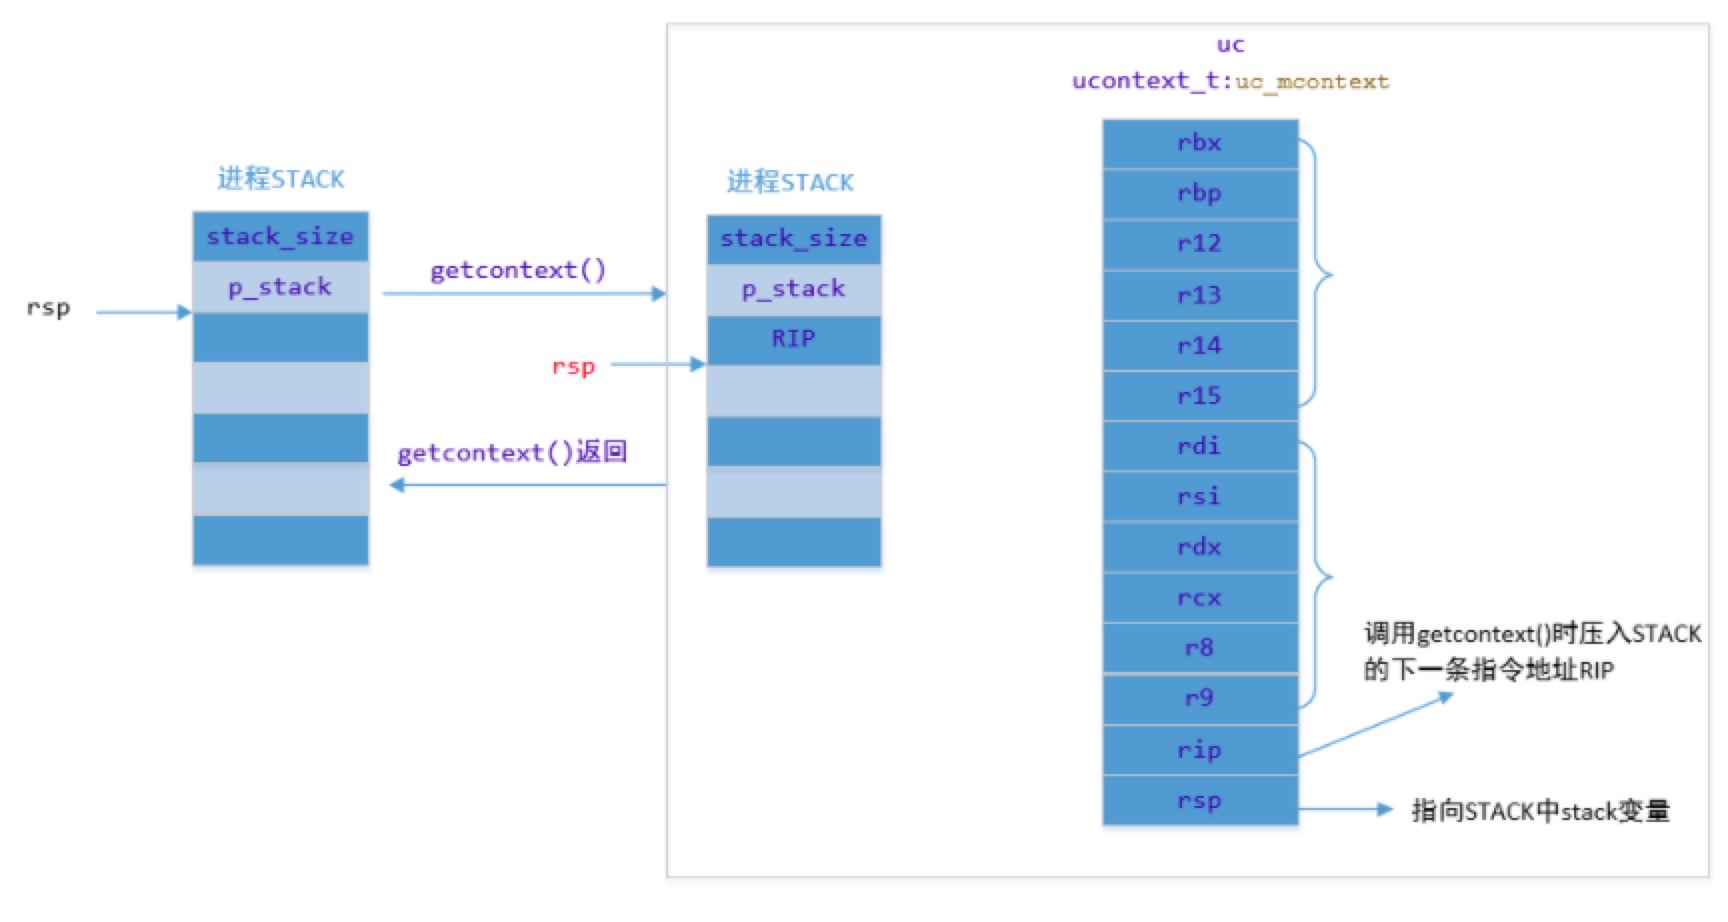 uc
ucontext_t:uc_mcontext
进程STACK
stack_size
p_stack
rsp
getcontext()
getcontext()返回
进程STACK
stack_size
p_stack
RIP
rsp
rbx
rbp
r12
r13
r14
r15
rdi
rsi
rdx
rcx
r8
r9
rip
rsp
调用getcontext()时压入STACK
的下一条指令地址RIP
指向STACK中stack变量